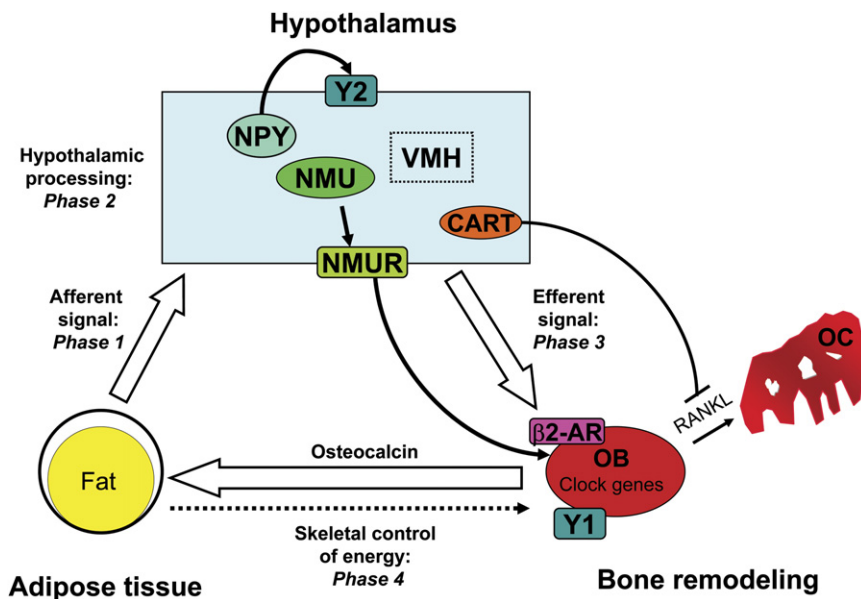 Hypothalamus
Y2
NPY
VMH
Hypothalamic
processing:
Phase 2
NMU
CART
NMUR
Afferent
signal:
Phase 1
Efferent
signal:
Phase 3
OC
RANKL
β2-AR
OB
Clock genes
Osteocalcin
Fat
Y1
Skeletal control
of energy:
Phase 4
Adipose tissue
Bone remodeling